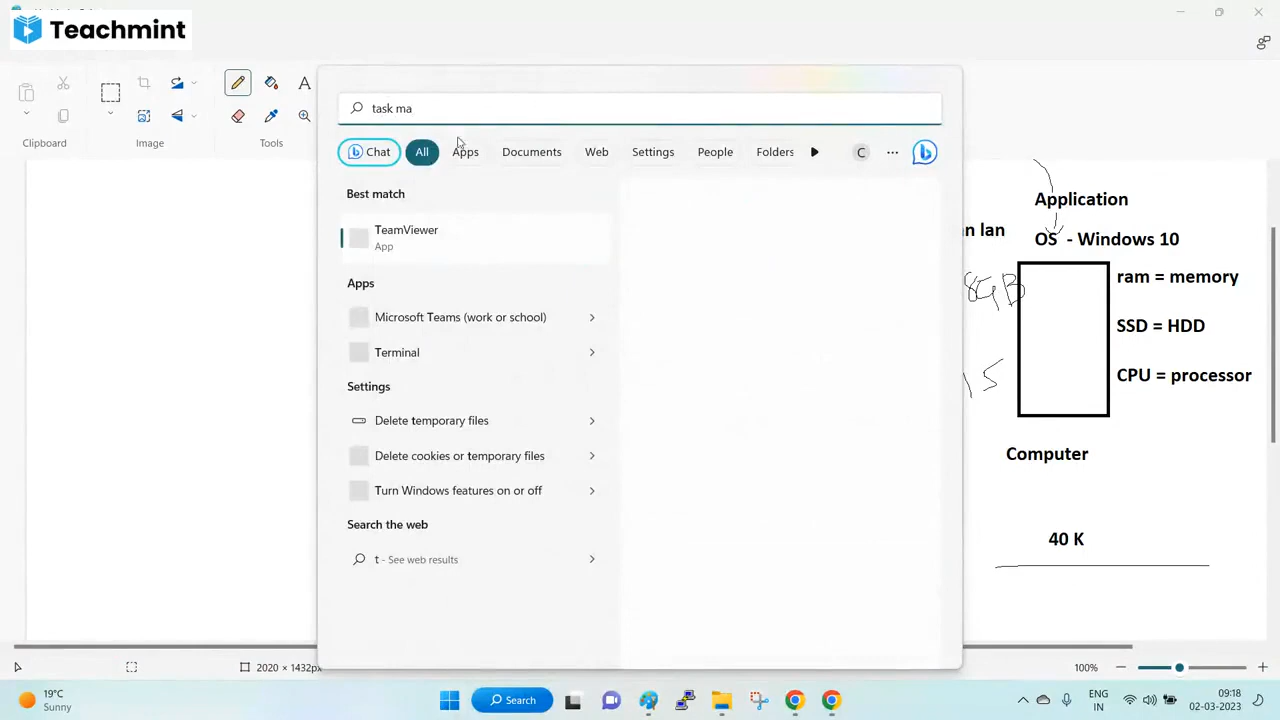 Teachmint
task ma
Chat
All
Apps
Documents
Web
Settings
People
Folders
C
Best match
TeamViewer
App
Apps
Microsoft Teams (work or school)
Terminal
Settings
Delete temporary files
Delete cookies or temporary files
Turn Windows features on or off
Search the web
t - See web results
Clipboard
Image
Tools
A
Application
n lan
OS - Windows 10
8GB
ram = memory
SSD = HDD
CPU = processor
Computer
40 K
2020 × 1432px
100%
19°C
Sunny
Search
ENG
IN
09:18
02-03-2023